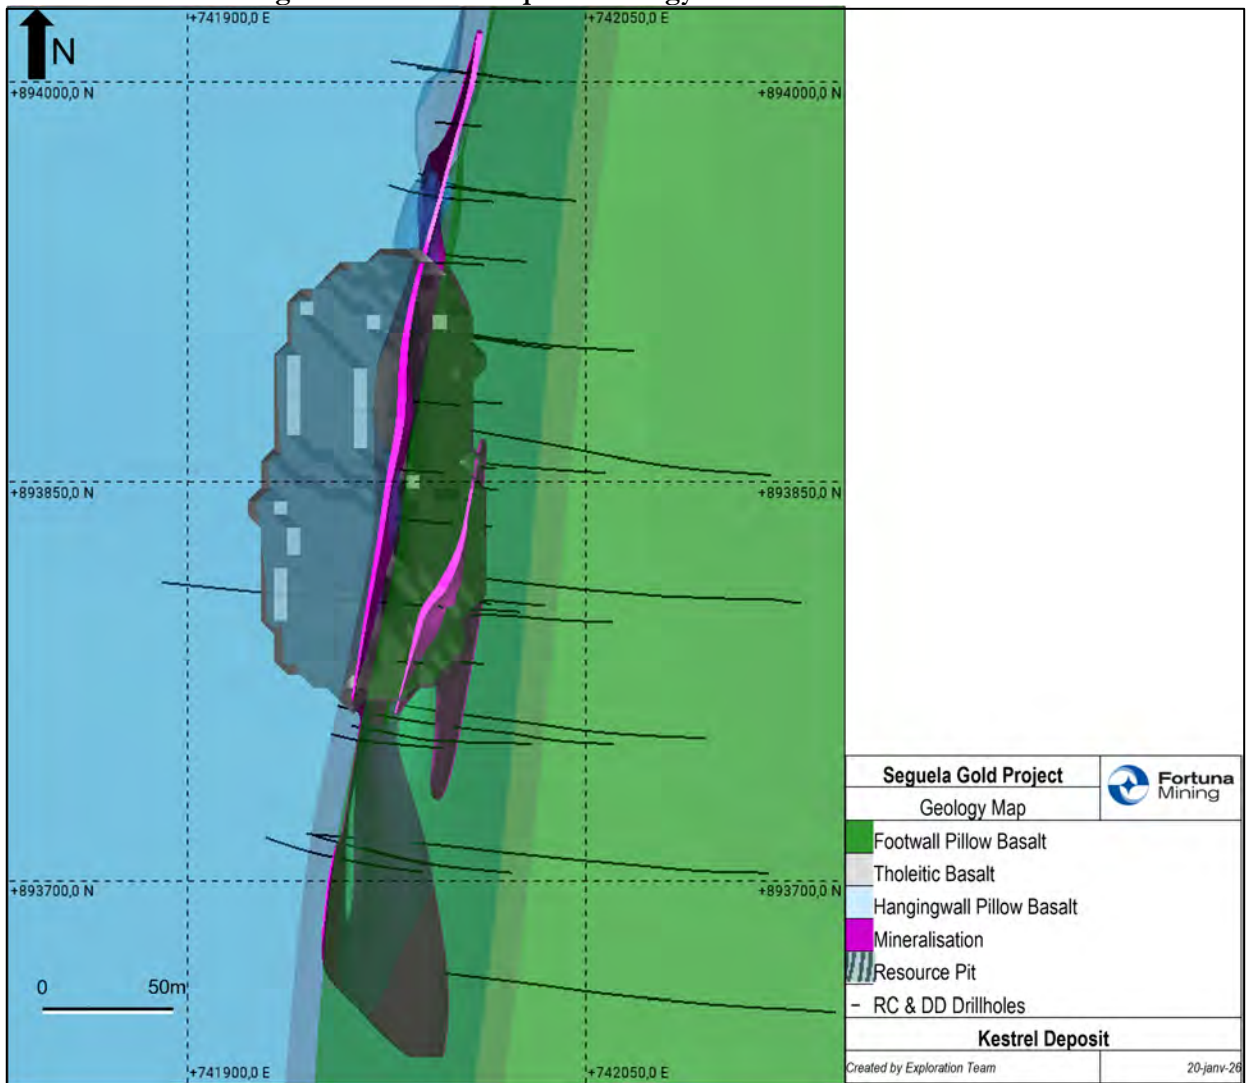 +741900,0 E
+742050,0 E
N
+894000,0 N
+894000,0 N
+893850,0 N
+893850,0 N
+893700,0 N
+893700,0 N
0 50m
+741900,0 E
+742050,0 E
Seguela Gold Project
Fortuna
Mining
Geology Map
Footwall Pillow Basalt
Tholeitic Basalt
Hangingwall Pillow Basalt
Mineralisation
Resource Pit
RC & DD Drillholes
Kestrel Deposit
Created by Exploration Team
20-janv-26